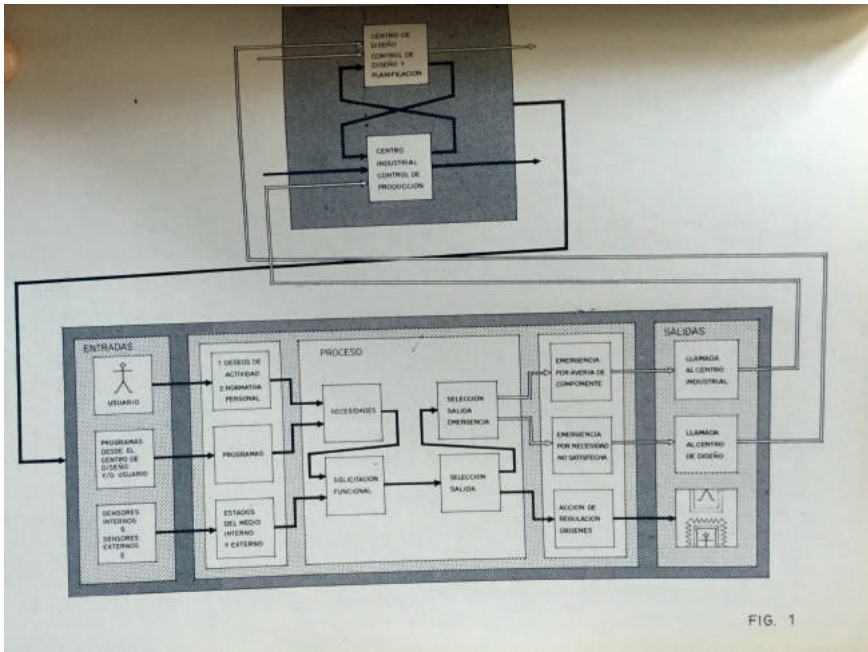 CENTRO DE
DISEÑO
CONTROL DE
DISEÑO Y
PLANIFICACION
CENTRO
INDUSTRIAL
CONTROL DE
PRODUCCION
ENTRADAS
USUARIO
PROGRAMAS
DESDE EL
CENTRO DE
DISEÑO
Y/O USUARIO
SENSORES
INTERNOS
S
SENSORES
EXTERNOS
E
1. DESEOS DE
ACTIVIDAD
2. NORMATIVA
PERSONAL
PROGRAMAS
ESTADOS
DEL MEDIO
INTERNO
Y EXTERNO
PROCESO
NECESIDADES
SOLICITACION
FUNCIONAL
SELECCION
SALIDA
EMERGENCIA
SELECCION
SALIDA
EMERGENCIA
POR AVERIA DE
COMPONENTE
EMERGENCIA
POR NECESIDAD
NO SATISFECHA
ACCION DE
REGULACION
ORDENES
SALIDAS
LLAMADA
AL CENTRO
INDUSTRIAL
LLAMADA
AL CENTRO
DE DISEÑO
FIG. 1